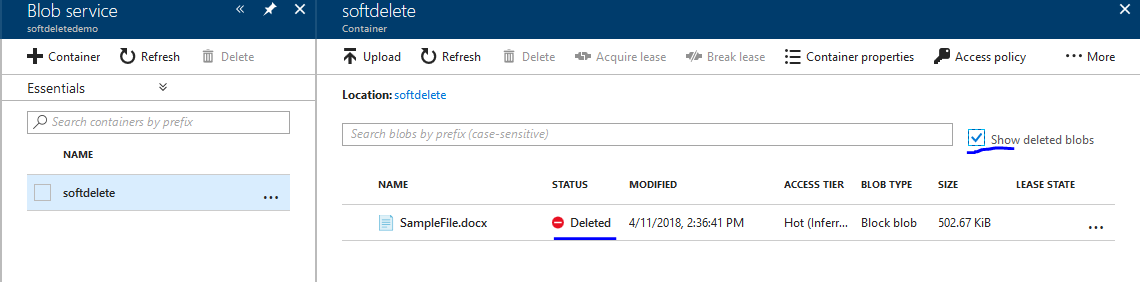 Blob service
softdeletedemo
Container Refresh Delete
Essentials
Search containers by prefix
NAME
softdelete
softdelete
Container
Upload Refresh Delete Acquire lease Break lease Container properties Access policy More
Location: softdelete
Search blobs by prefix (case-sensitive)
Show deleted blobs
NAME STATUS MODIFIED ACCESS TIER BLOB TYPE SIZE LEASE STATE
SampleFile.docx Deleted 4/11/2018, 2:36:41 PM Hot (Inferr... Block blob 502.67 KiB